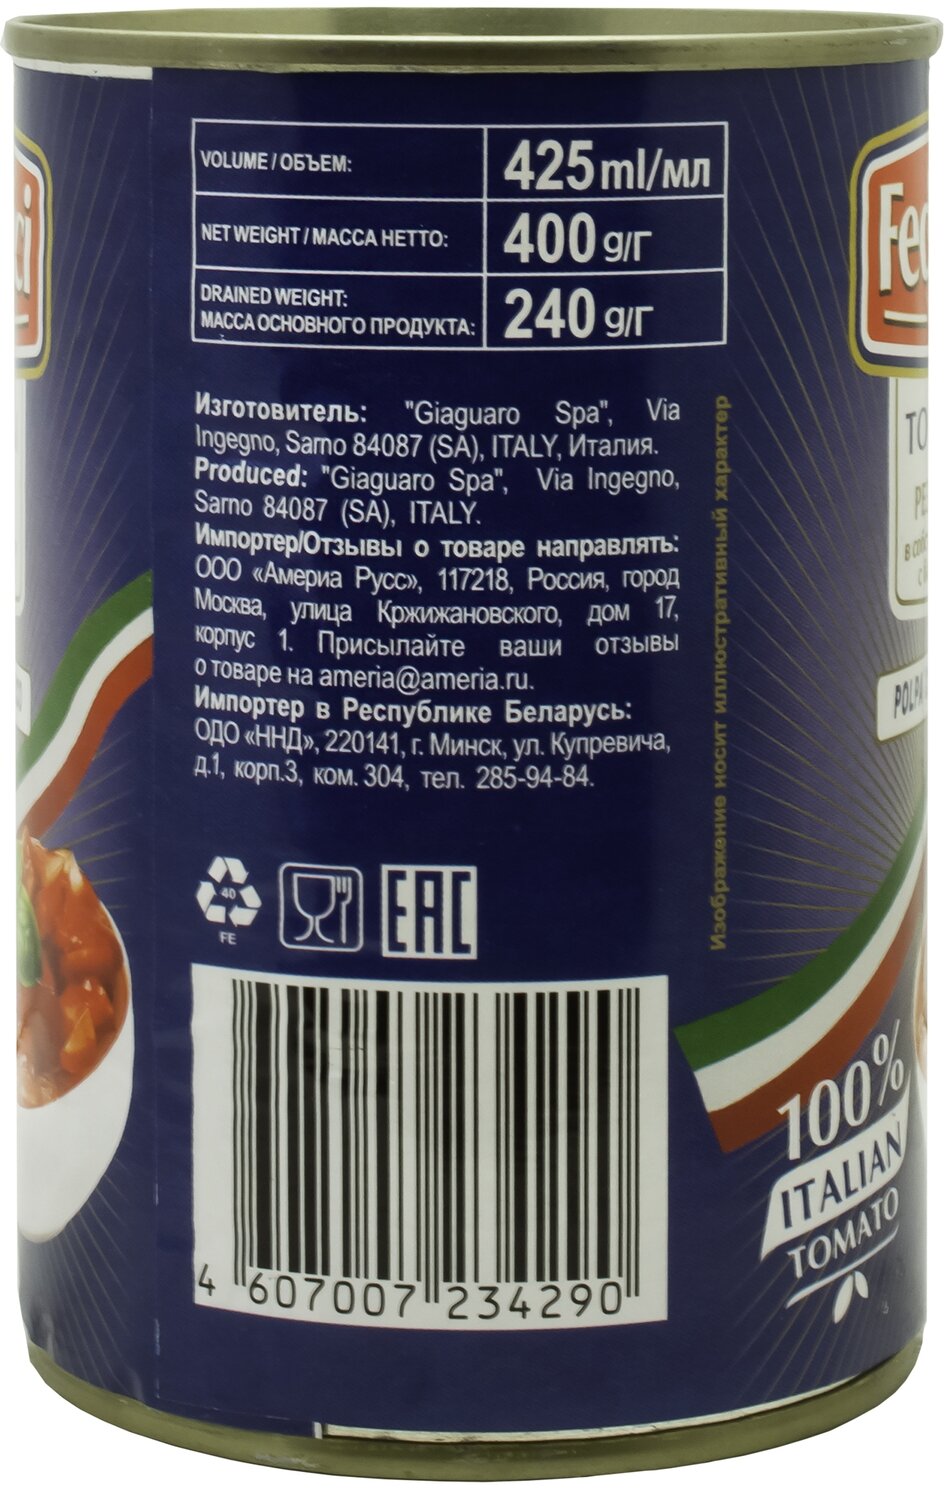 VOLUME / ОБЪЕМ: 425 ml/мл
NET WEIGHT / МАССА НЕТТО: 400 g/г
DRAINED WEIGHT:
МАССА ОСНОВНОГО ПРОДУКТА: 240 g/г
Изготовитель: "Giaguaro Spa", Via
Ingegno, Sarno 84087 (SA), ITALY, Италия.
Produced: "Giaguaro Spa", Via Ingegno,
Sarno 84087 (SA), ITALY.
Импортер/Отзывы о товаре направлять:
ООО «Америа Русс», 117218, Россия, город
Москва, улица Кржижановского, дом 17,
корпус 1. Присылайте ваши отзывы
о товаре на ameria@ameria.ru.
Импортер в Республике Беларусь:
ОДО «ННД», 220141, г. Минск, ул. Купревича,
д.1, корп.3, ком. 304, тел. 285-94-84.
Изображение носит иллюстративный характер
40
FE
EAC
4 607007 234290
100%
ITALIAN
TOMATO
POLPA